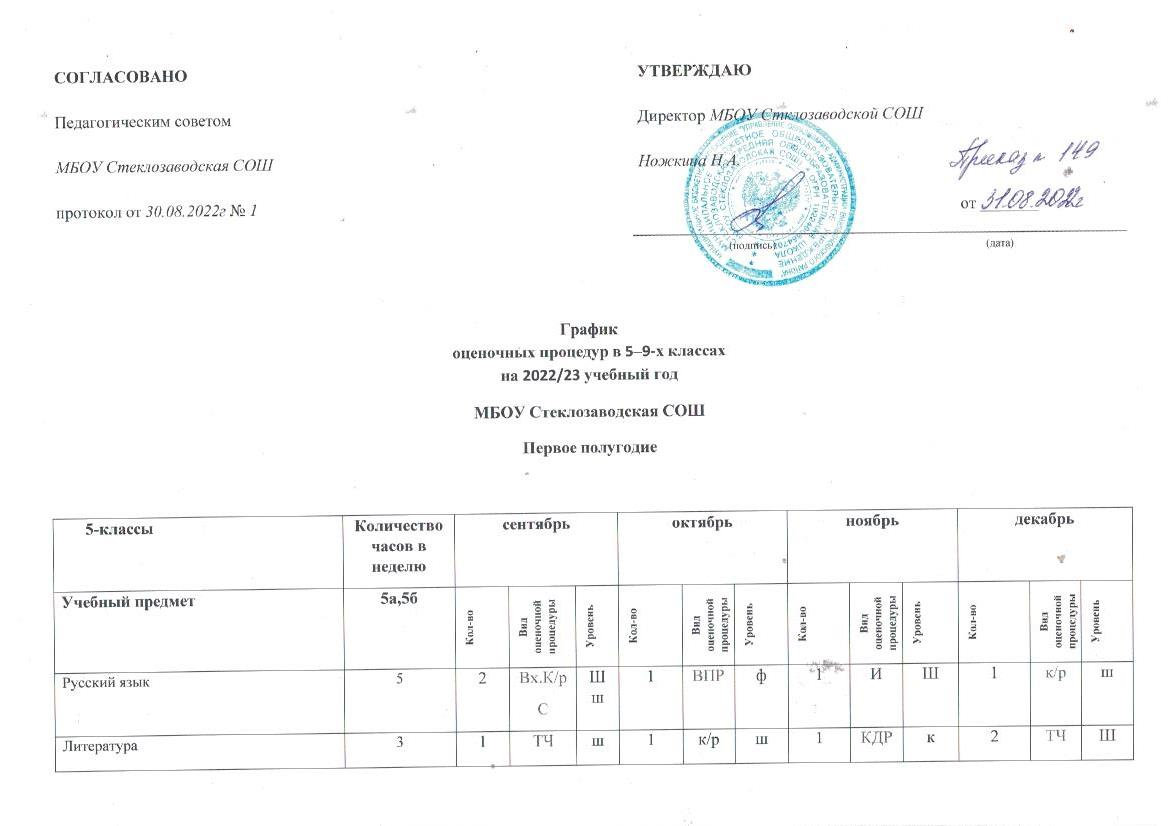 СОГЛАСОВАНО
Педагогическим советом
МБОУ Стеклозаводская СОШ
протокол от 30.08.2022г № 1
УТВЕРЖДАЮ
Директор МБОУ Стклозаводской СОШ
Ножкина Н.А.
Приказ № 149
от 31.08.2022г
(подпись)
(дата)
График
оценочных процедур в 5–9-х классах
на 2022/23 учебный год
МБОУ Стеклозаводская СОШ
Первое полугодие
5-классы Количество часов в неделю сентябрь октябрь ноябрь декабрь
Учебный предмет 5а,5б Кол-во Вид оценочной процедуры Уровень Кол-во Вид оценочной процедуры Уровень Кол-во Вид оценочной процедуры Уровень Кол-во Вид оценочной процедуры Уровень
Русский язык 5 2 Вх.К/р Ш 1 ВПР ф 1 И Ш 1 к/р ш
С ш
Литература 3 1 ТЧ ш 1 к/р ш 1 КДР к 2 ТЧ Ш